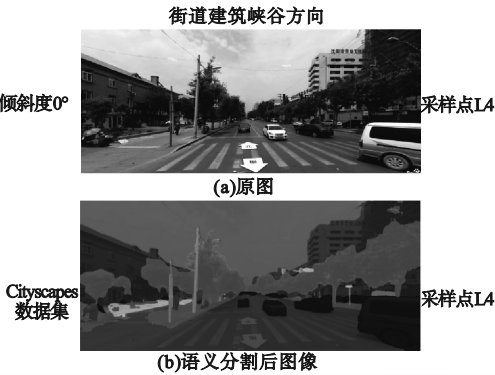 街道建筑峡谷方向
倾斜度0°
采样点L4
(a)原图
Cityscapes
数据集
采样点L4
(b)语义分割后图像